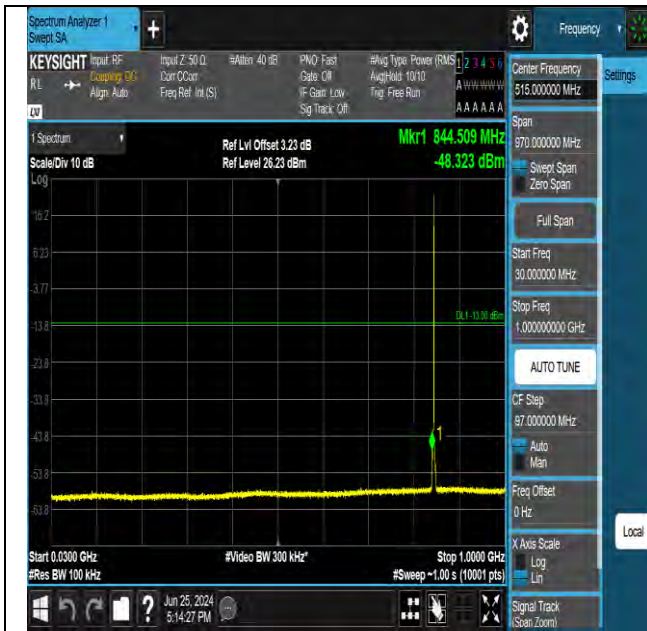 Spectrum Analyzer 1
Swept SA
+
Frequency
KEYSIGHT
RL
LXI
Input: RF
Coupling: DC
Align: Auto
Input Z: 50 Ω
Corr CCorr
Freq Ref: Int (S)
#Atten: 40 dB
PNO: Fast
Gate: Off
IF Gain: Low
Sig Track: Off
#Avg Type: Power (RMS
Avg|Hold: 10/10
Trig: Free Run
1 2 3 4 5 6
A W W W W W
A A A A A A
1 Spectrum
Scale/Div 10 dB
Log
Ref Lvl Offset 3.23 dB
Ref Level 26.23 dBm
Mkr1 844.509 MHz
-48.323 dBm
16.2
6.23
-3.77
-13.8
-23.8
-33.8
-43.8
-53.8
-63.8
DL1 -13.00 dBm
1
Start 0.0300 GHz
#Res BW 100 kHz
#Video BW 300 kHz*
Stop 1.0000 GHz
#Sweep ~1.00 s (10001 pts)
?
Jun 25, 2024
5:14:27 PM
Center Frequency
515.000000 MHz
Settings
Span
970.000000 MHz
Swept Span
Zero Span
Full Span
Start Freq
30.000000 MHz
Stop Freq
1.000000000 GHz
AUTO TUNE
CF Step
97.000000 MHz
Auto
Man
Freq Offset
0 Hz
Local
X Axis Scale
Log
Lin
Signal Track
(Span Zoom)